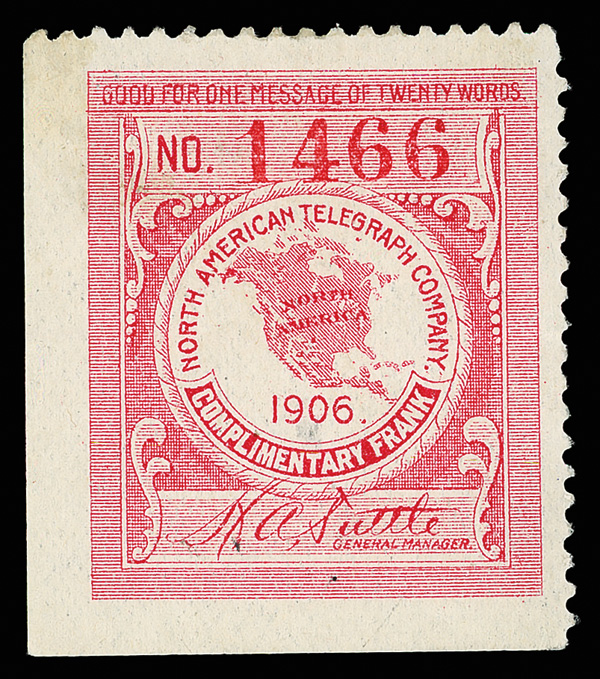 GOOD FOR ONE MESSAGE OF TWENTY WORDS.
NO. 1466
NORTH AMERICAN TELEGRAPH COMPANY.
NORTH
AMERICA
1906.
COMPLIMENTARY FRANK
H A Tuttle
GENERAL MANAGER.